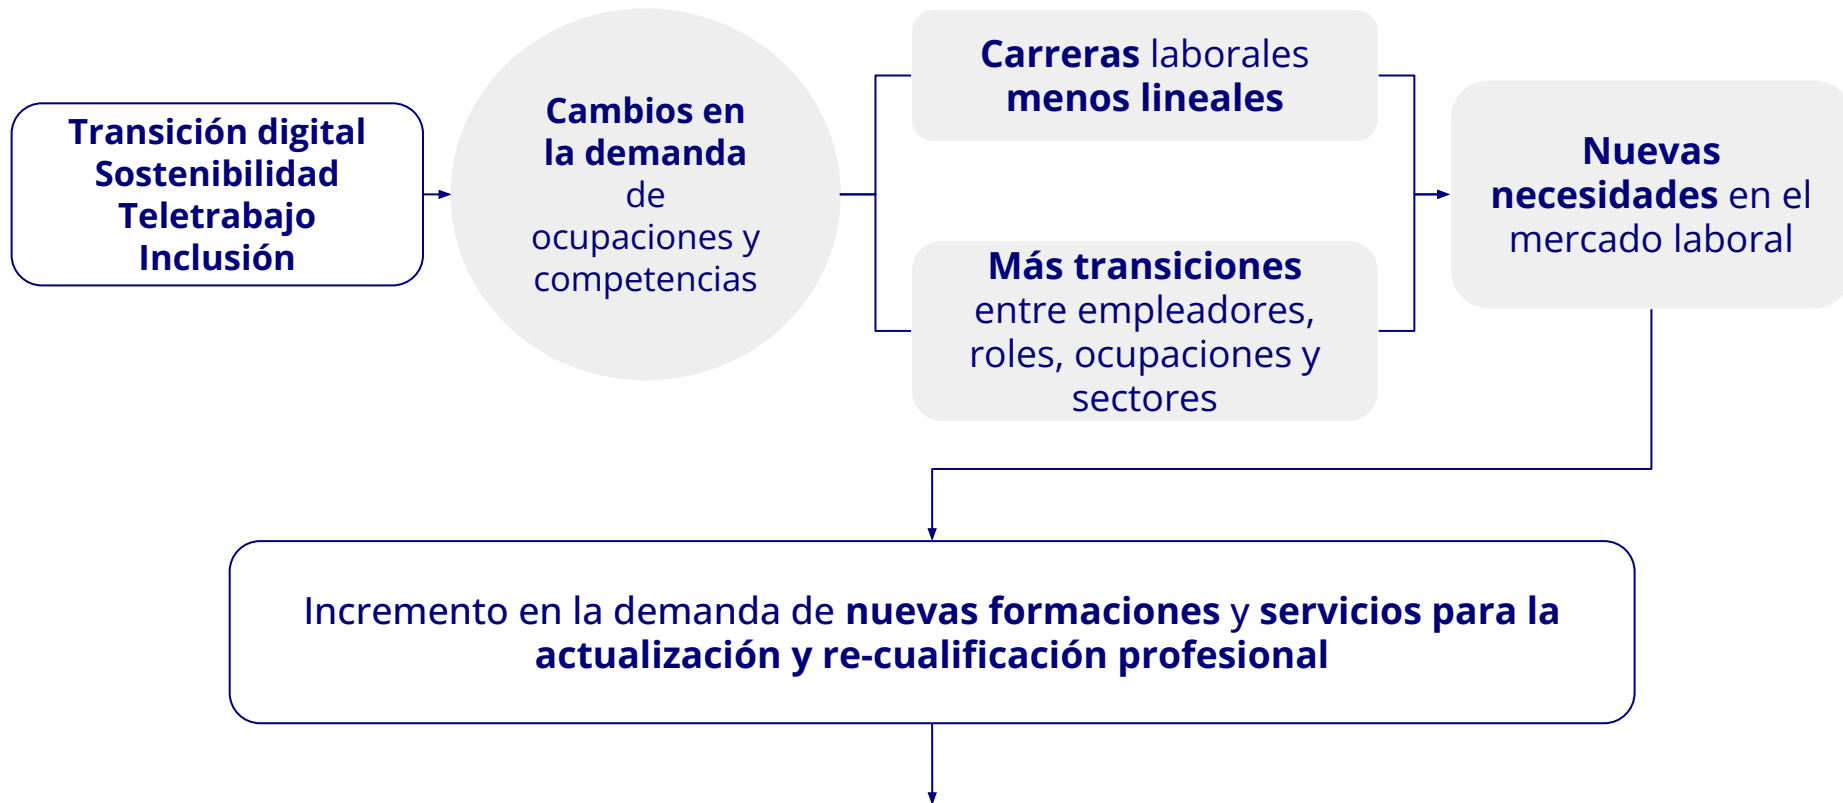 Transición digital
Sostenibilidad
Teletrabajo
Inclusión
Cambios en
la demanda
de
ocupaciones y
competencias
Carreras laborales
menos lineales
Más transiciones
entre empleadores,
roles, ocupaciones y
sectores
Nuevas
necesidades en el
mercado laboral
Incremento en la demanda de nuevas formaciones y servicios para la
actualización y re-cualificación profesional